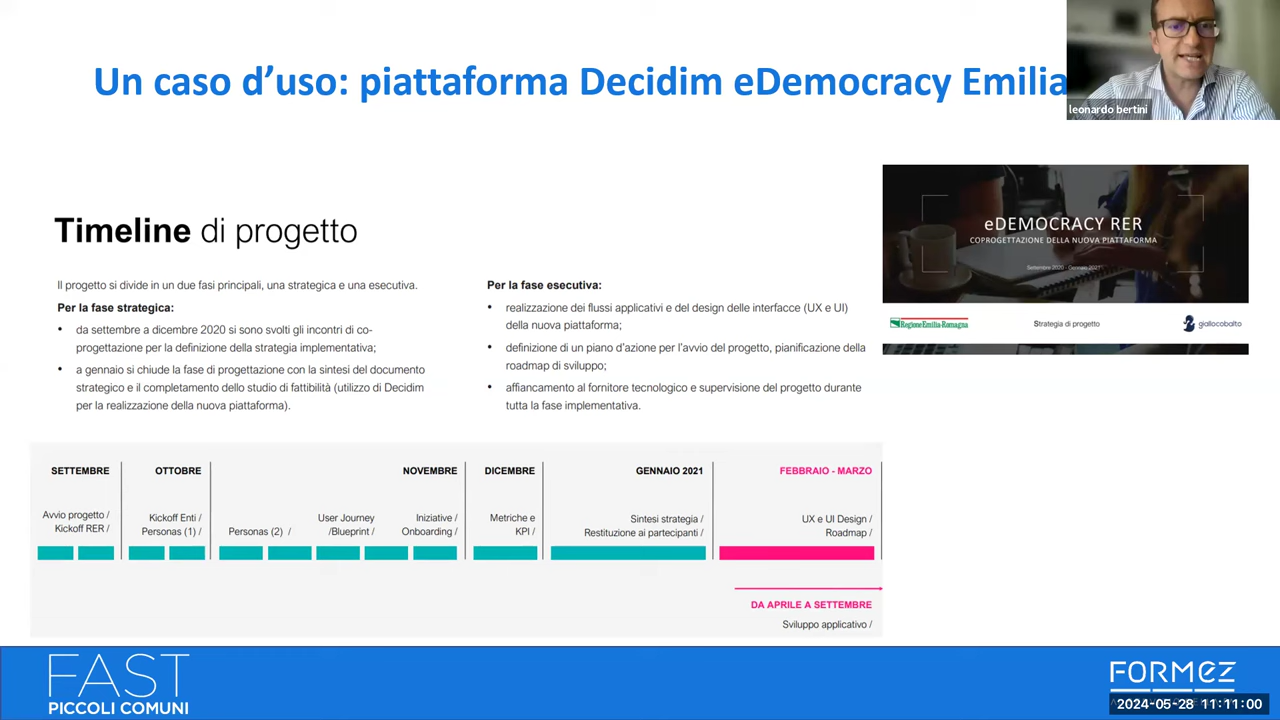 Un caso d’uso: piattaforma Decidim eDemocracy Emilia
leonardo bertini
Timeline di progetto
Il progetto si divide in un due fasi principali, una strategica e una esecutiva.
Per la fase strategica:
• da settembre a dicembre 2020 si sono svolti gli incontri di co-
progettazione per la definizione della strategia implementativa;
• a gennaio si chiude la fase di progettazione con la sintesi del documento
strategico e il completamento dello studio di fattibilità (utilizzo di Decidim
per la realizzazione della nuova piattaforma).
Per la fase esecutiva:
• realizzazione dei flussi applicativi e del design delle interfacce (UX e UI)
della nuova piattaforma;
• definizione di un piano d’azione per l’avvio del progetto, pianificazione della
roadmap di sviluppo;
• affiancamento al fornitore tecnologico e supervisione del progetto durante
tutta la fase implementativa.
eDEMOCRACY RER
COPROGETTAZIONE DELLA NUOVA PIATTAFORMA
Settembre 2020 - Gennaio 2021
RegioneEmilia-Romagna
Strategia di progetto
giallocobalto
SETTEMBRE
Avvio progetto /
Kickoff RER /
OTTOBRE
Kickoff Enti /
Personas (1) /
NOVEMBRE
Personas (2) /
User Journey
/Blueprint /
Iniziative /
Onboarding /
DICEMBRE
Metriche e
KPI /
GENNAIO 2021
Sintesi strategia /
Restituzione ai partecipanti /
FEBBRAIO - MARZO
UX e UI Design /
Roadmap /
DA APRILE A SETTEMBRE
Sviluppo applicativo /
FAST
PICCOLI COMUNI
FORMEZ
2024-05-28 11:11:00